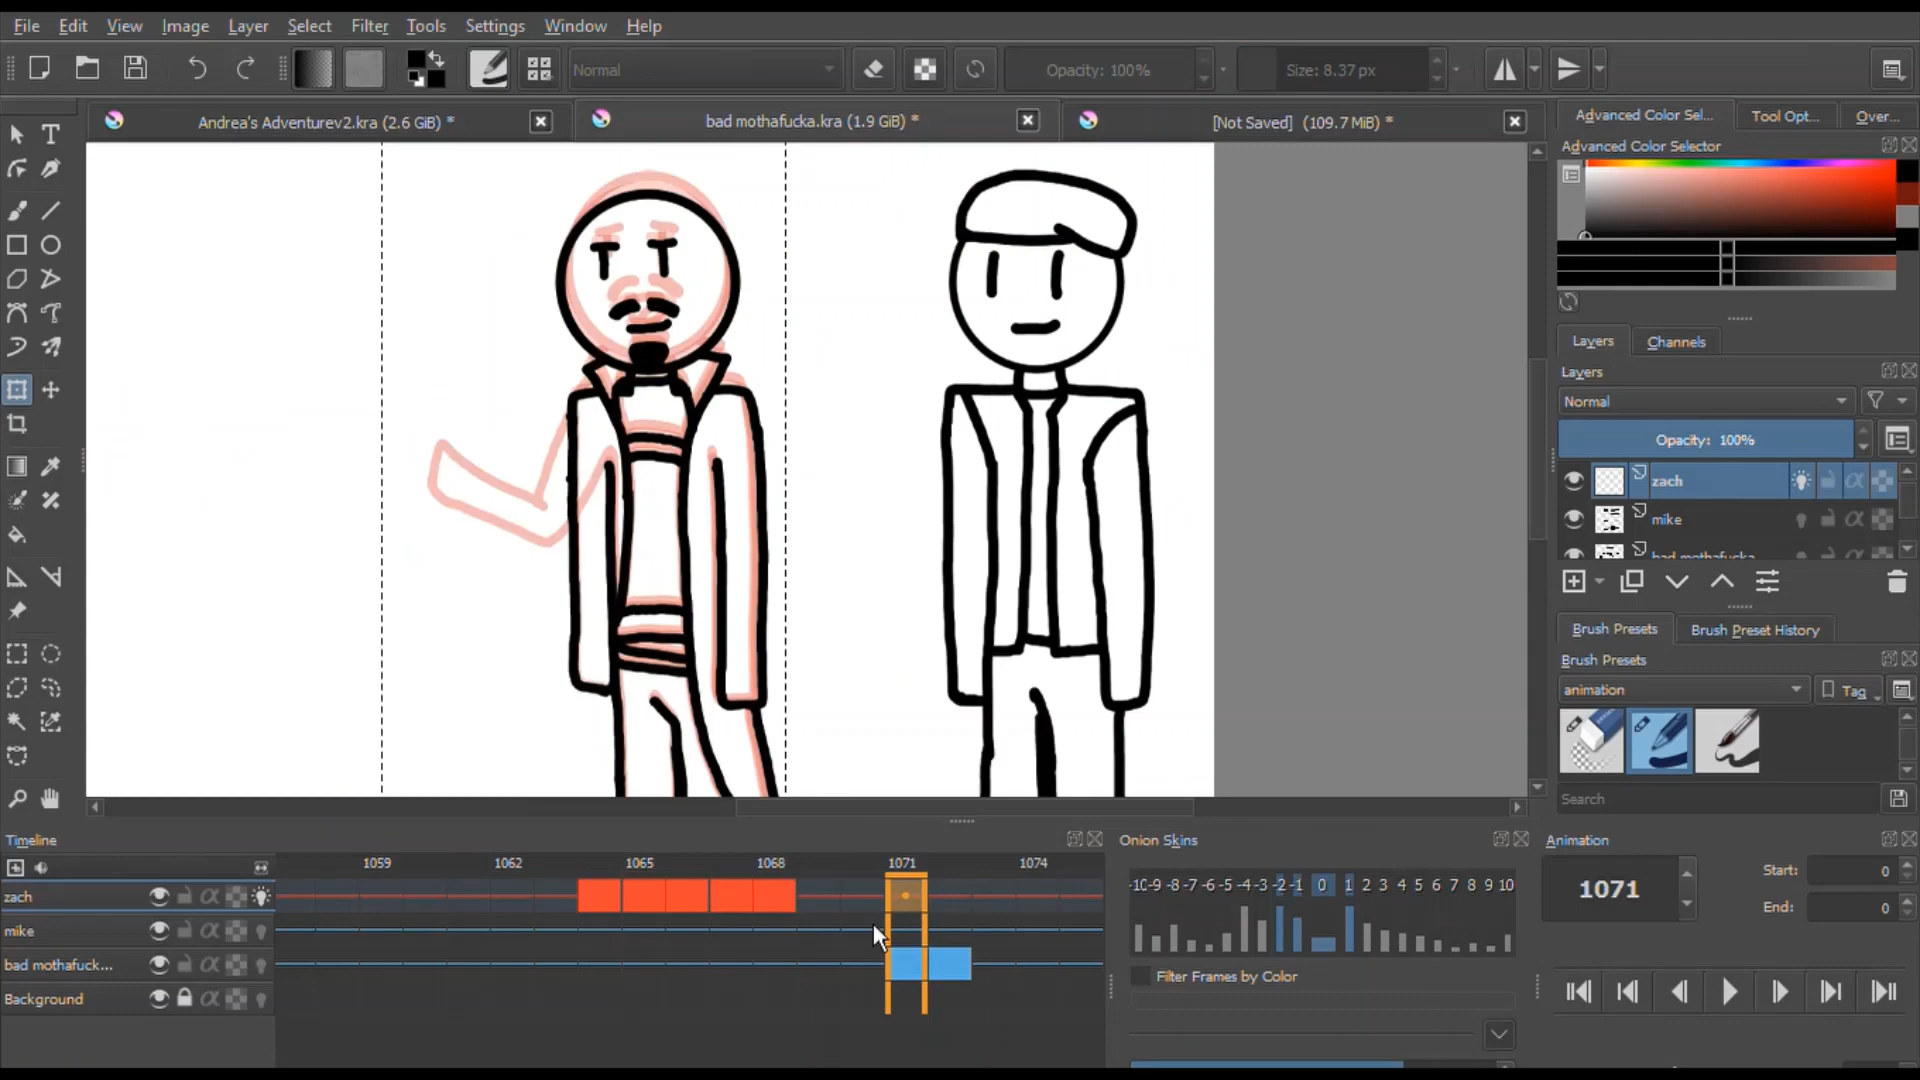 File Edit View Image Layer Select Filter Tools Settings Window Help
Normal
Opacity: 100%
Size: 8.37 px
Andrea's Adventurev2.kra (2.6 GiB) *
bad mothafucka.kra (1.9 GiB) *
[Not Saved] (109.7 MiB) *
Advanced Color Sel...
Tool Opt...
Over...
Advanced Color Selector
Layers
Channels
Layers
Normal
Opacity: 100%
zach
mike
bad mothafucka
Brush Presets
Brush Preset History
Brush Presets
animation
Tag
Search
Timeline
1059 1062 1065 1068 1071 1074
zach
mike
bad mothafuck...
Background
Onion Skins
-10 -9 -8 -7 -6 -5 -4 -3 -2 -1 0 1 2 3 4 5 6 7 8 9 10
Filter Frames by Color
Animation
1071
Start: 0
End: 0